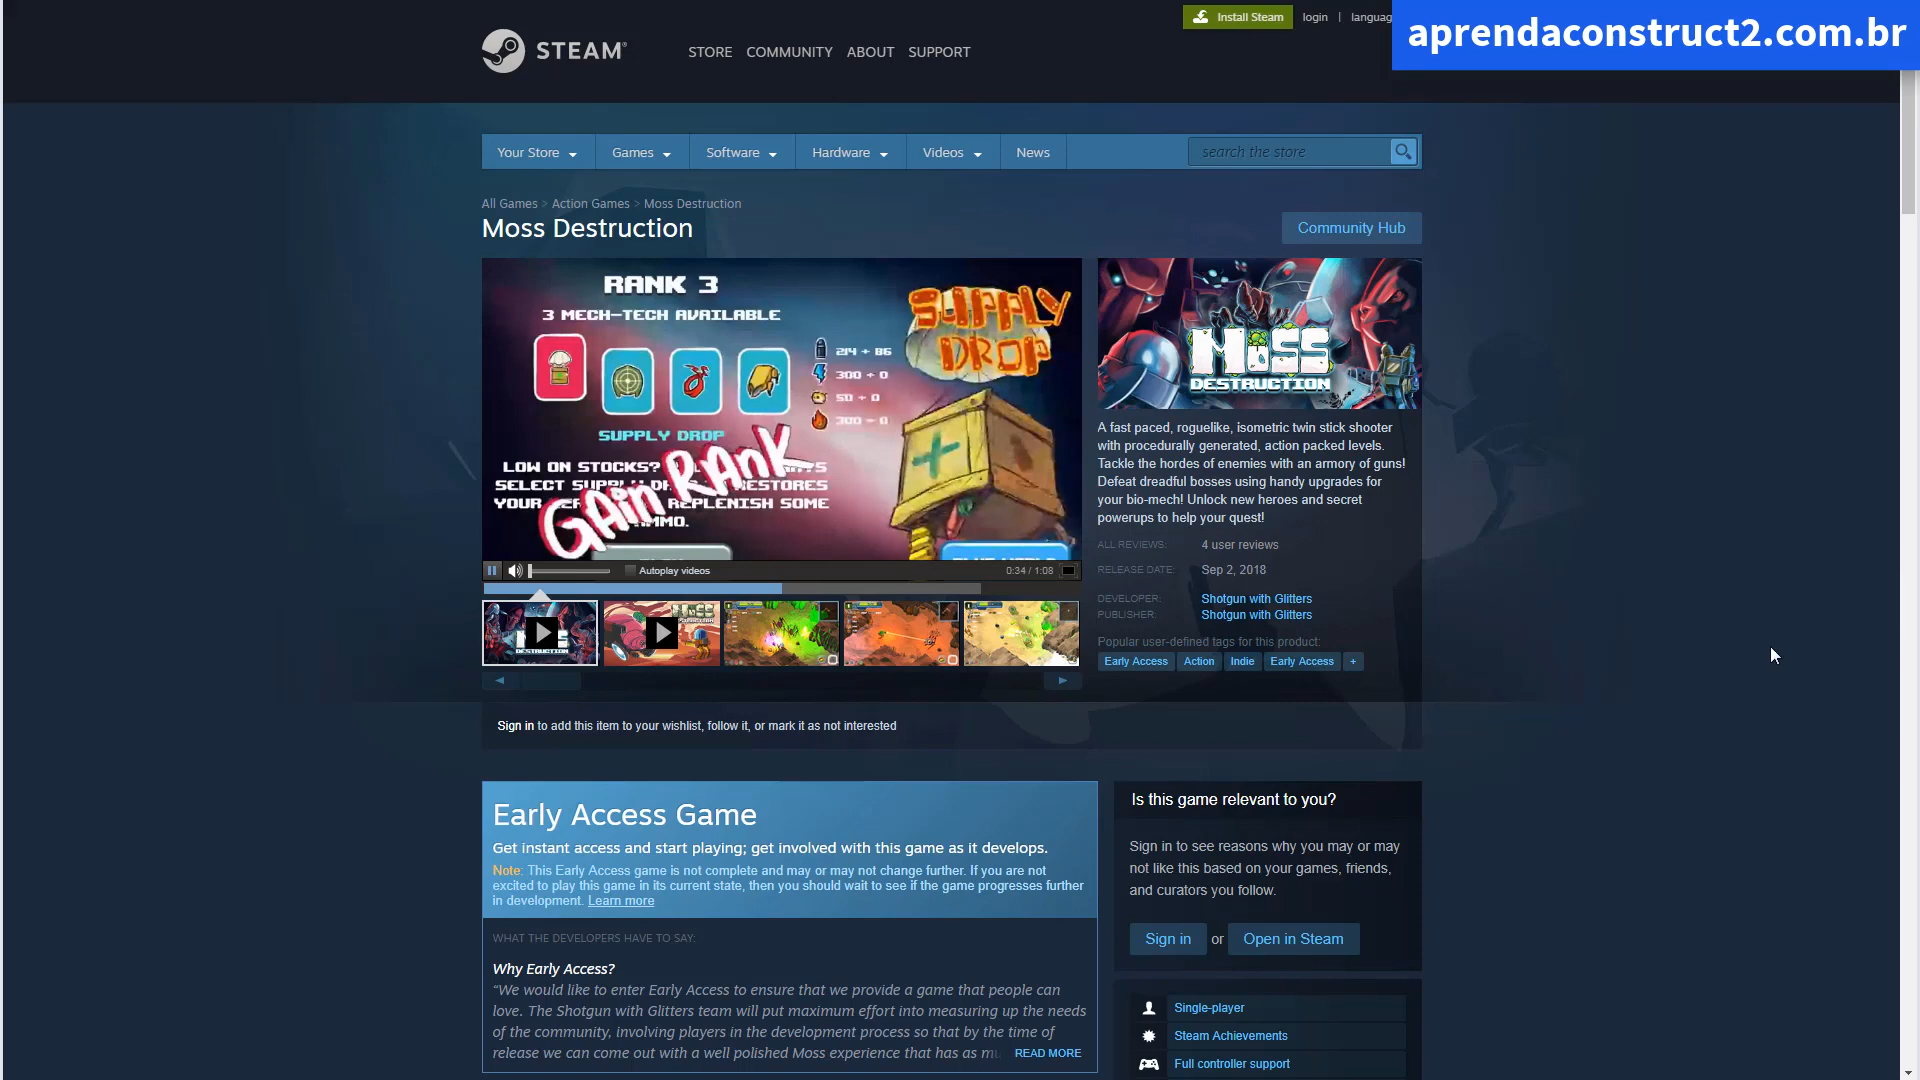 Install Steam
login
|
aprendaconstruct2.com.br
STEAM
STORE
COMMUNITY
ABOUT
SUPPORT
Your Store
Games
Software
Hardware
Videos
News
search the store
All Games > Action Games > Moss Destruction
Moss Destruction
Community Hub
RANK 3
3 MECH-TECH AVAILABLE
SUPPLY DROP
214 + 86
300 + 0
50 + 0
300 + 0
SUPPLY DROP
LOW ON STOCKS?
SELECT
YOUR
REPLENISH SOME
GAIN RANK
Autoplay videos
0:34 / 1:08
MOSS
DESTRUCTION
A fast paced, roguelike, isometric twin stick shooter
with procedurally generated, action packed levels.
Tackle the hordes of enemies with an armory of guns!
Defeat dreadful bosses using handy upgrades for
your bio-mech! Unlock new heroes and secret
powerups to help your quest!
ALL REVIEWS: 4 user reviews
RELEASE DATE: Sep 2, 2018
DEVELOPER: Shotgun with Glitters
PUBLISHER: Shotgun with Glitters
Popular user-defined tags for this product:
Early Access
Action
Indie
Early Access
+
Sign in to add this item to your wishlist, follow it, or mark it as not interested
Early Access Game
Get instant access and start playing; get involved with this game as it develops.
Note: This Early Access game is not complete and may or may not change further. If you are not
excited to play this game in its current state, then you should wait to see if the game progresses further
in development. Learn more
WHAT THE DEVELOPERS HAVE TO SAY:
Why Early Access?
“We would like to enter Early Access to ensure that we provide a game that people can
love. The Shotgun with Glitters team will put maximum effort into measuring up the needs
of the community, involving players in the development process so that by the time of
release we can come out with a well polished Moss experience that has as
READ MORE
Is this game relevant to you?
Sign in to see reasons why you may or may
not like this based on your games, friends,
and curators you follow.
Sign in or Open in Steam
Single-player
Steam Achievements
Full controller support